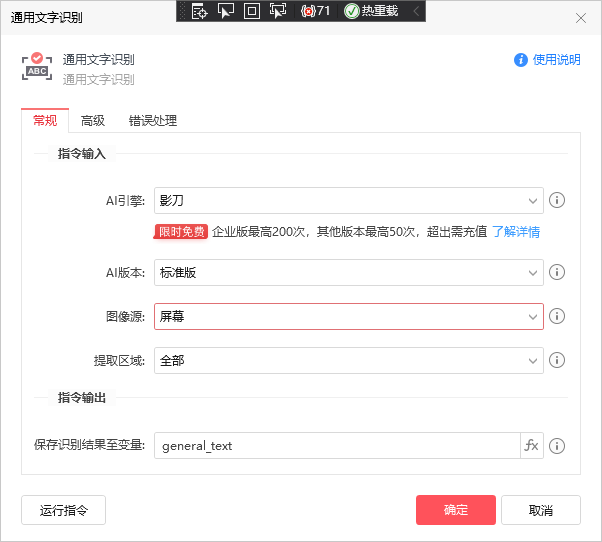 通用文字识别
71 热重载
ABC 通用文字识别
通用文字识别
使用说明
常规 高级 错误处理
指令输入
AI引擎: 影刀
限时免费 企业版最高200次，其他版本最高50次，超出需充值 了解详情
AI版本: 标准版
图像源: 屏幕
提取区域: 全部
指令输出
保存识别结果至变量: general_text fx
运行指令 确定 取消